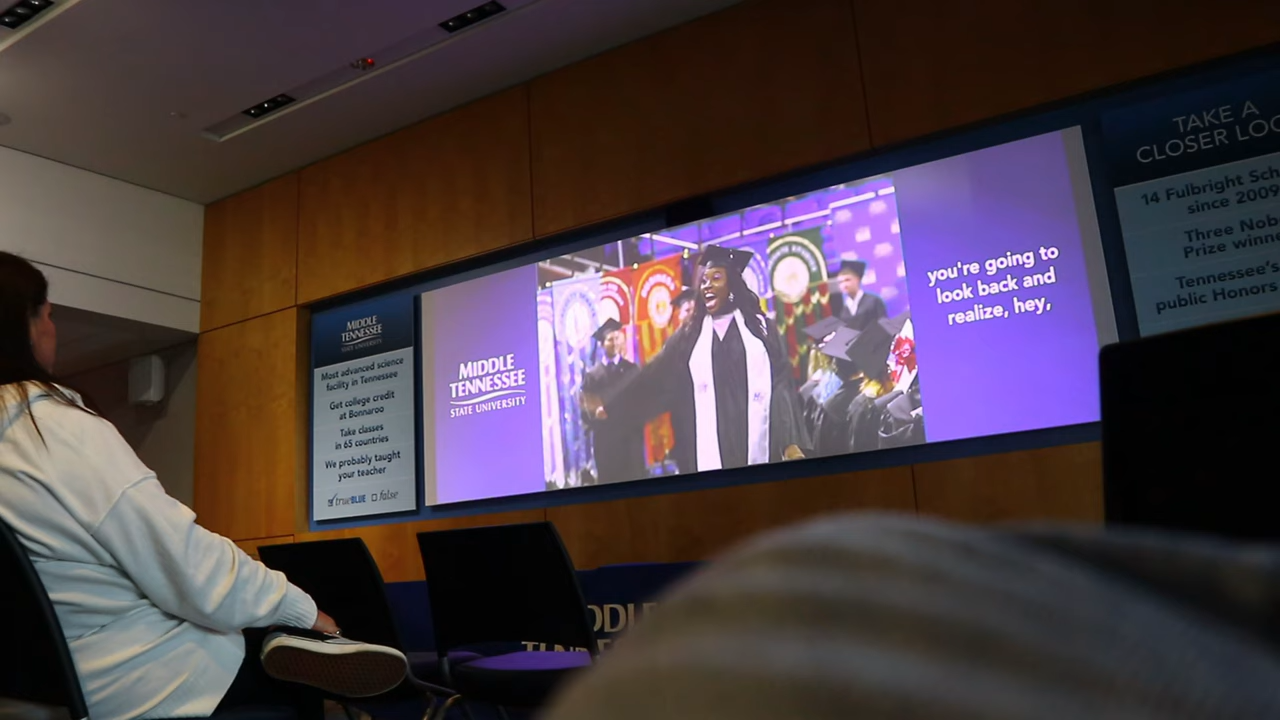 MIDDLE
TENNESSEE
STATE UNIVERSITY
Most advanced science
facility in Tennessee
Get college credit
at Bonnaroo
Take classes
in 65 countries
We probably taught
your teacher
trueBLUE false
MIDDLE
TENNESSEE
STATE UNIVERSITY
you're going to
look back and
realize, hey,
TAKE A
CLOSER LOO
14 Fulbright Sch
since 2009
Three Nob
Prize winne
Tennessee's
public Honors